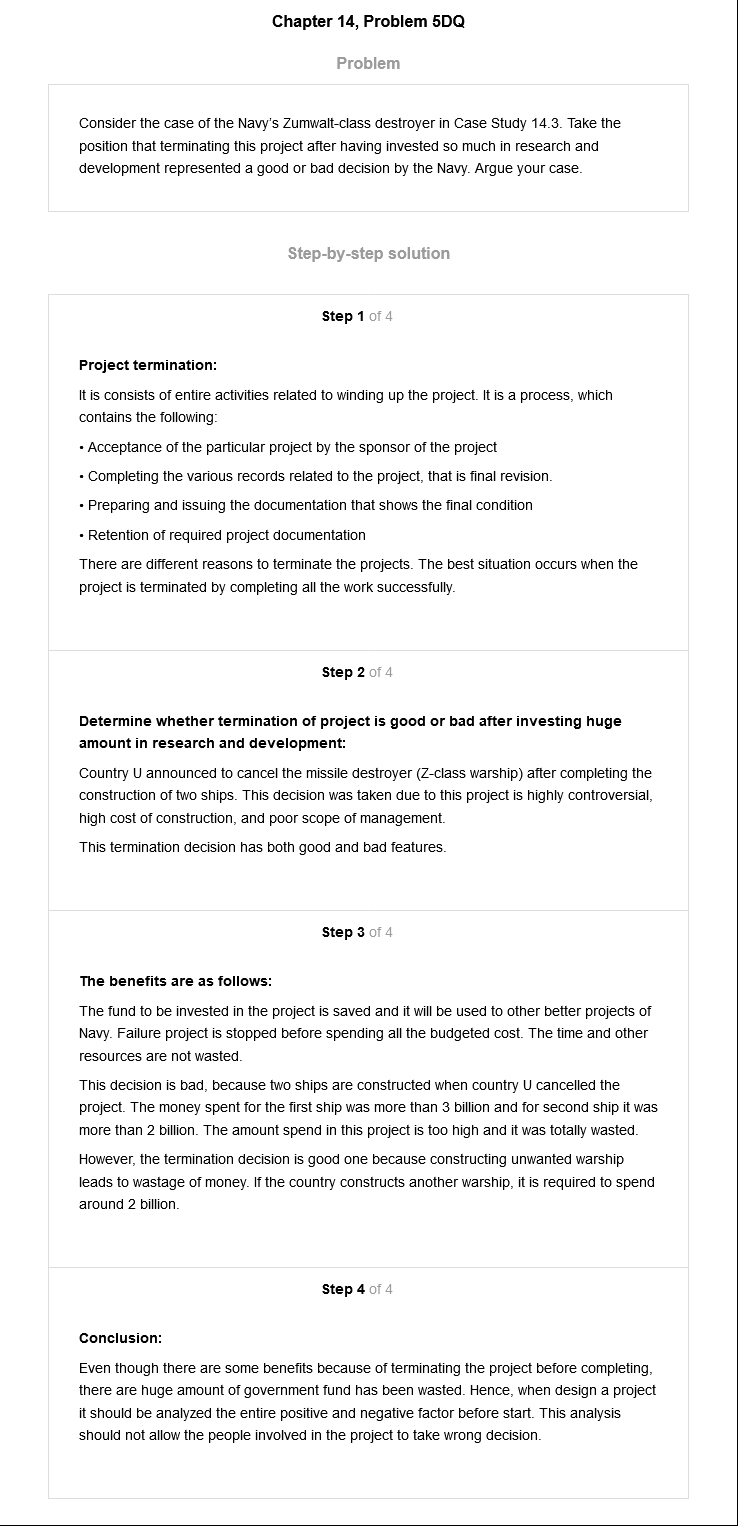 Chapter 14, Problem 5DQ
Problem
Consider the case of the Navy's Zumwalt-class destroyer in Case Study 14.3. Take the
position that terminating this project after having invested so much in research and
development represented a good or bad decision by the Navy. Argue your case.
Step-by-step solution
Step 1 of 4
Project termination:
It is consists of entire activities related to winding up the project. It is a process, which
contains the following:
• Acceptance of the particular project by the sponsor of the project
• Completing the various records related to the project, that is final revision.
• Preparing and issuing the documentation that shows the final condition
• Retention of required project documentation
There are different reasons to terminate the projects. The best situation occurs when the
project is terminated by completing all the work successfully.
Step 2 of 4
Determine whether termination of project is good or bad after investing huge
amount in research and development:
Country U announced to cancel the missile destroyer (Z-class warship) after completing the
construction of two ships. This decision was taken due to this project is highly controversial,
high cost of construction, and poor scope of management.
This termination decision has both good and bad features.
Step 3 of 4
The benefits are as follows:
The fund to be invested in the project is saved and it will be used to other better projects of
Navy. Failure project is stopped before spending all the budgeted cost. The time and other
resources are not wasted.
This decision is bad, because two ships are constructed when country U cancelled the
project. The money spent for the first ship was more than 3 billion and for second ship it was
more than 2 billion. The amount spend in this project is too high and it was totally wasted.
However, the termination decision is good one because constructing unwanted warship
leads to wastage of money. If the country constructs another warship, it is required to spend
around 2 billion.
Step 4 of 4
Conclusion:
Even though there are some benefits because of terminating the project before completing,
there are huge amount of government fund has been wasted. Hence, when design a project
it should be analyzed the entire positive and negative factor before start. This analysis
should not allow the people involved in the project to take wrong decision.